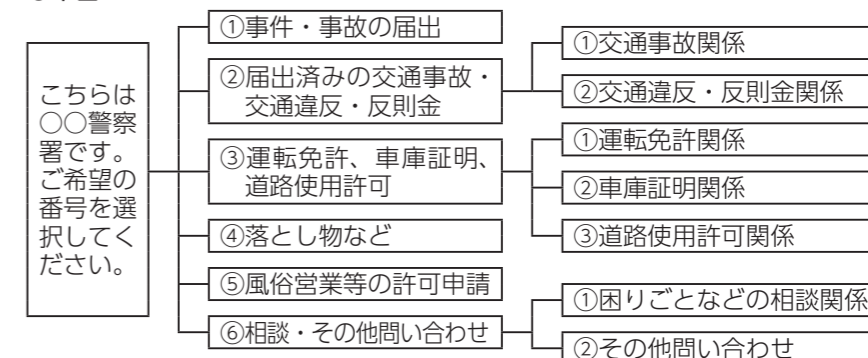 こちらは
〇〇警察
署です。
ご希望の
番号を選
択してく
ださい。
①事件・事故の届出
②届出済みの交通事故・
交通違反・反則金
①交通事故関係
②交通違反・反則金関係
③運転免許、車庫証明、
道路使用許可
①運転免許関係
②車庫証明関係
③道路使用許可関係
④落とし物など
⑤風俗営業等の許可申請
⑥相談・その他問い合わせ
①困りごとなどの相談関係
②その他問い合わせ